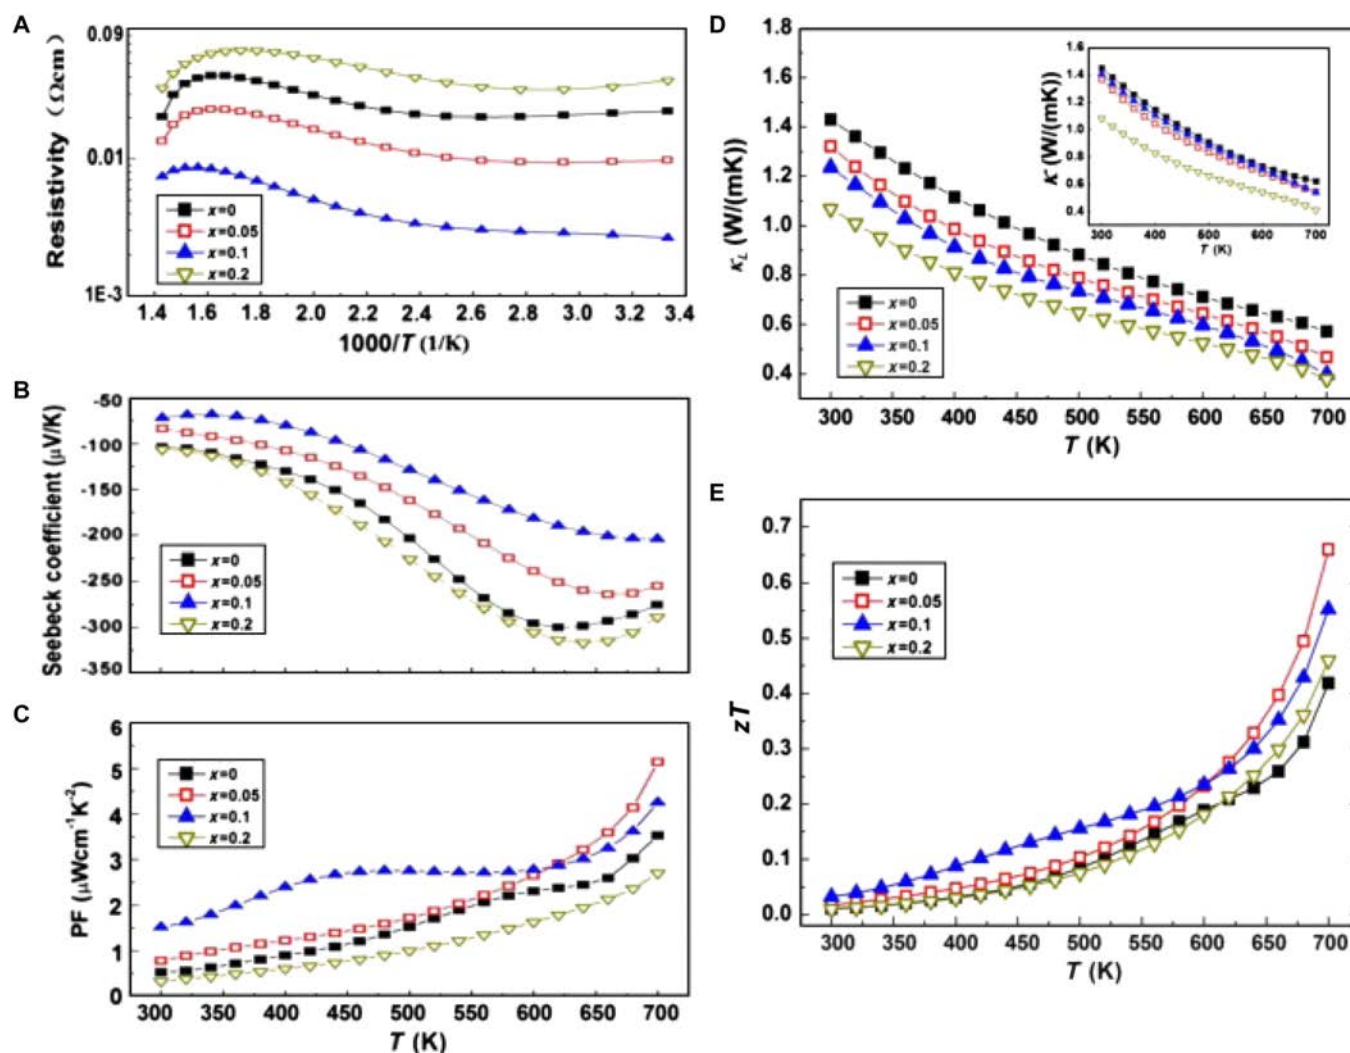 A
0.09
0.01
1E-3
Resistivity (Ωcm)
x=0
x=0.05
x=0.1
x=0.2
1.4 1.6 1.8 2.0 2.2 2.4 2.6 2.8 3.0 3.2 3.4
1000/T (1/K)
B
-50
-100
-150
-200
-250
-300
-350
Seebeck coefficient (μV/K)
x=0
x=0.05
x=0.1
x=0.2
C
6
5
4
3
2
1
0
PF (μWcm⁻¹K⁻²)
x=0
x=0.05
x=0.1
x=0.2
300 350 400 450 500 550 600 650 700
T (K)
D
1.8
1.6
1.4
1.2
1.0
0.8
0.6
0.4
κL (W/(mK))
1.6
1.4
1.2
1.0
0.8
0.6
0.4
κ (W/(mK))
300 400 500 600 700
T (K)
x=0
x=0.05
x=0.1
x=0.2
300 350 400 450 500 550 600 650 700
T (K)
E
0.7
0.6
0.5
0.4
0.3
0.2
0.1
0.0
zT
x=0
x=0.05
x=0.1
x=0.2
300 350 400 450 500 550 600 650 700
T (K)